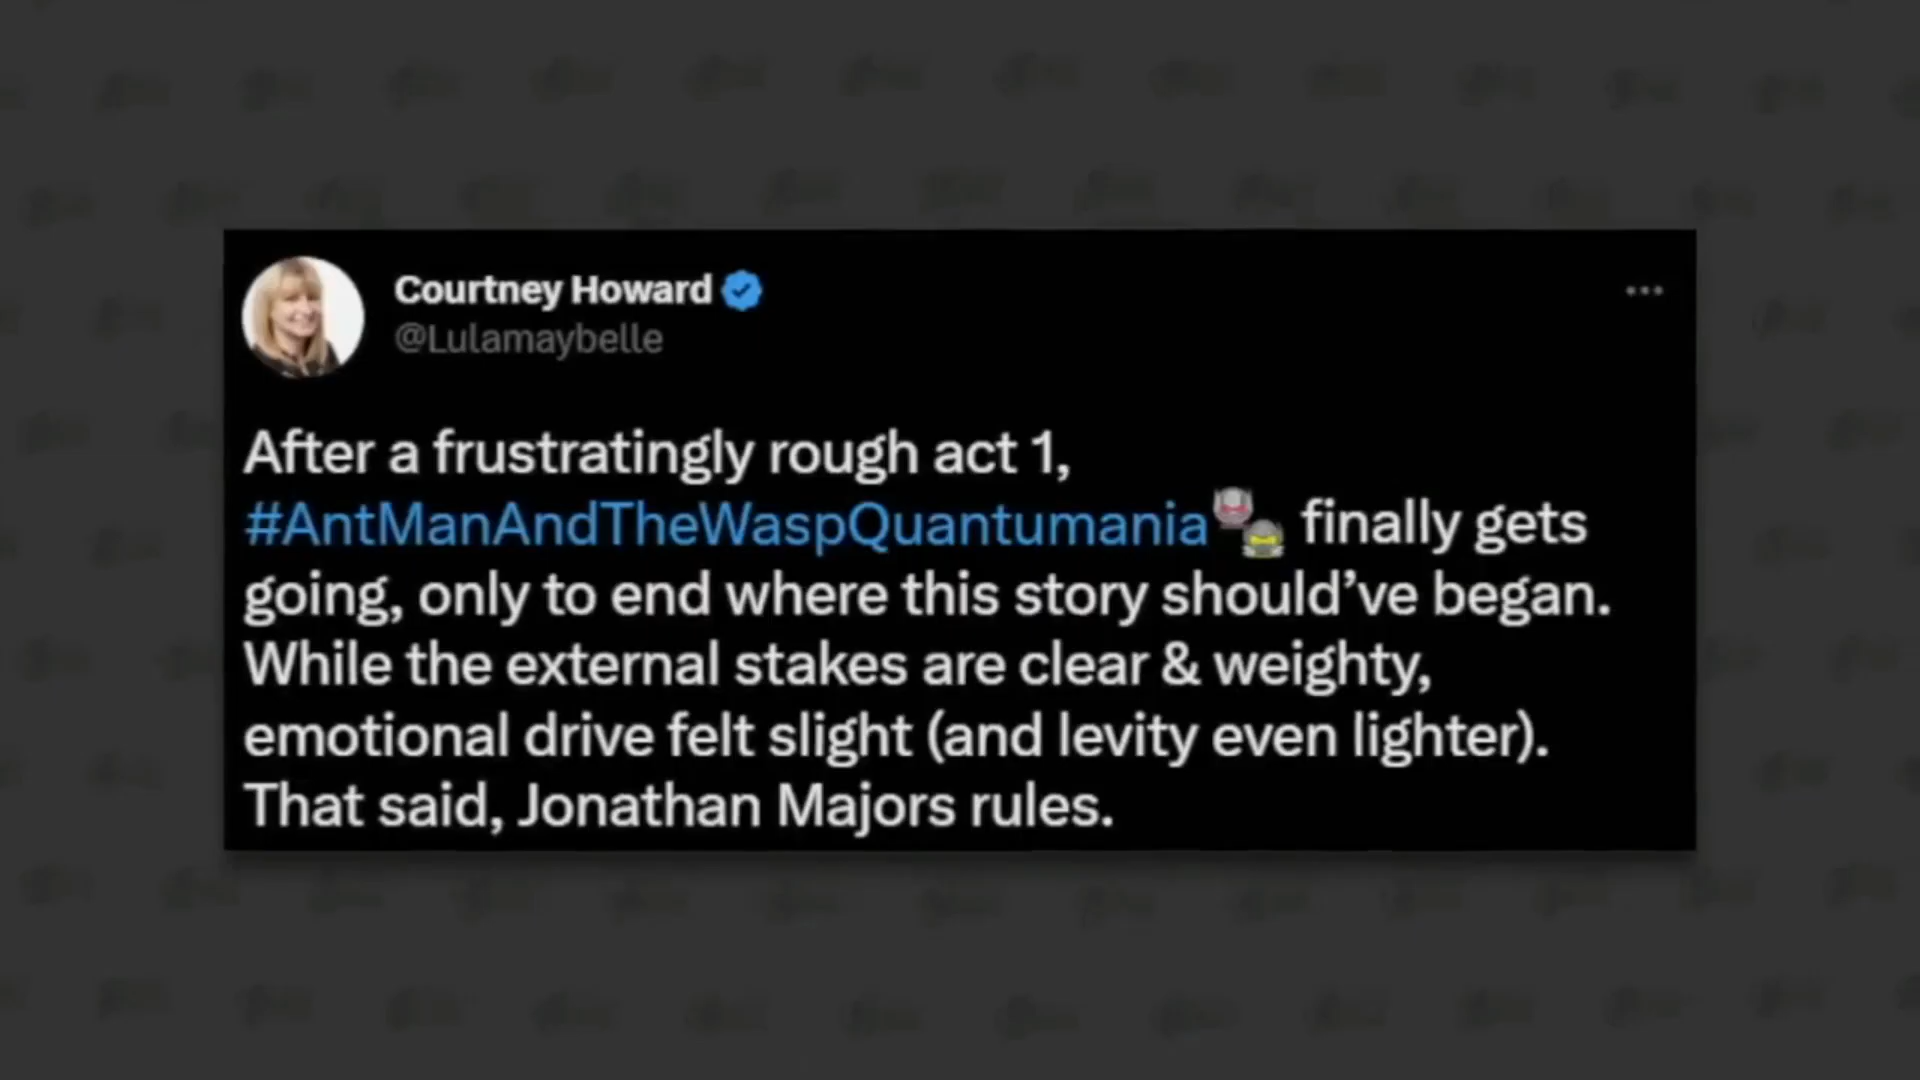 Courtney Howard
@Lulamaybelle
After a frustratingly rough act 1,
#AntManAndTheWaspQuantumania finally gets
going, only to end where this story should’ve began.
While the external stakes are clear & weighty,
emotional drive felt slight (and levity even lighter).
That said, Jonathan Majors rules.